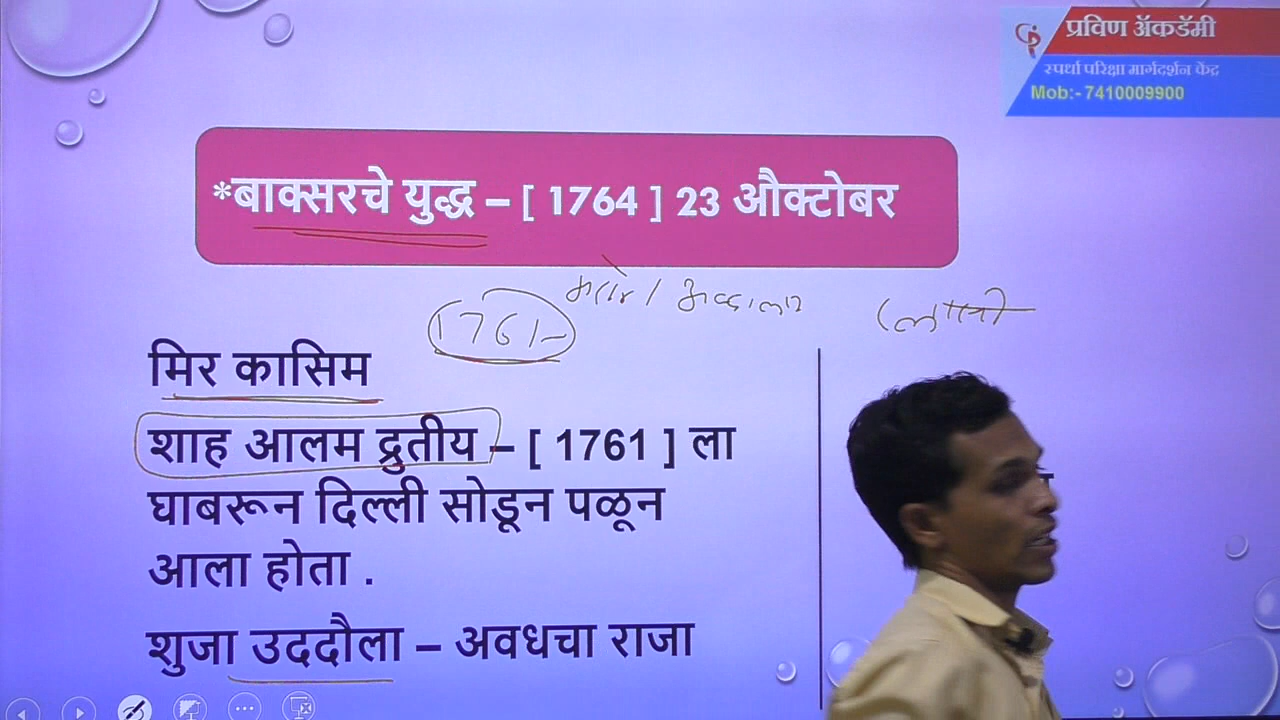 प्रविण ॲकडॅमी
स्पर्धा परिक्षा मार्गदर्शन केंद्र
Mob:- 7410009900
*बाक्सरचे युद्ध – [ 1764 ] 23 औक्टोबर
1761-
मिर कासिम
शाह आलम द्रुतीय – [ 1761 ] ला
घाबरून दिल्ली सोडून पळून
आला होता .
शुजा उददौला – अवधचा राजा